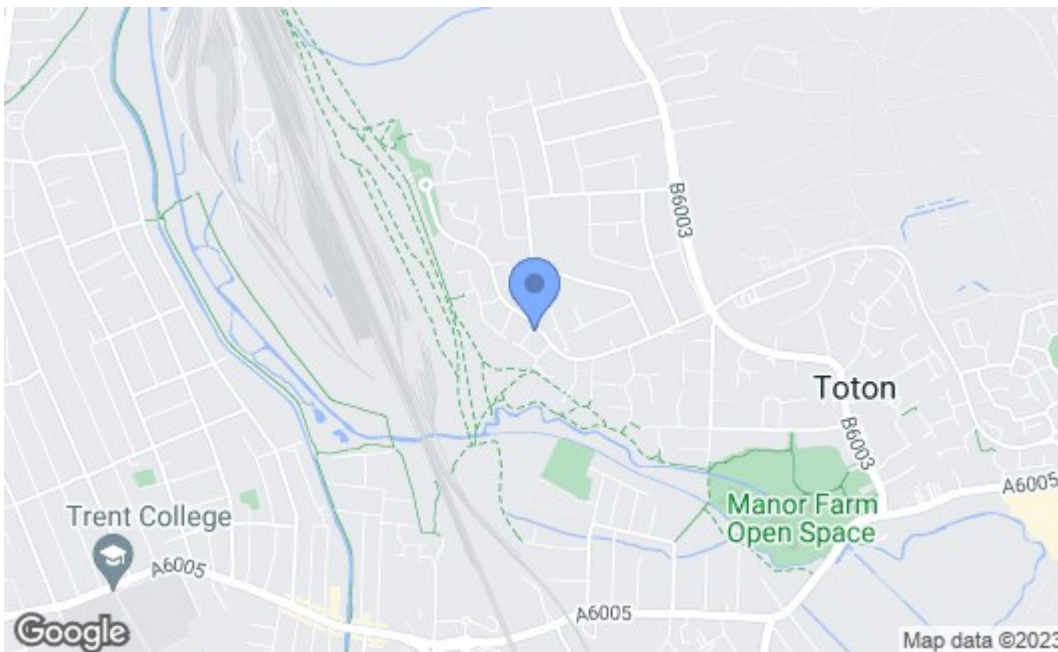 B6003
Toton
B6003
A6005
Manor Farm
Open Space
Trent College
A6005
A6005
Google
Map data ©2023